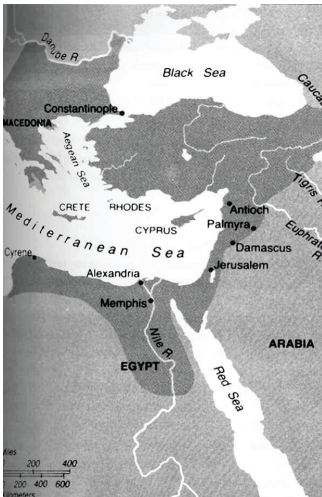 Danube R.
Black Sea
Constantinople
MACEDONIA
Aegean Sea
Tigris
CRETE
RHODES
Antioch
Palmyra
CYPRUS
Mediterranean Sea
Euphrat
R.
Damascus
Cyrene
Jerusalem
Alexandria
Memphis
Nile R.
ARABIA
EGYPT
Red Sea
Miles
200 400
200 400 600
Kilometers